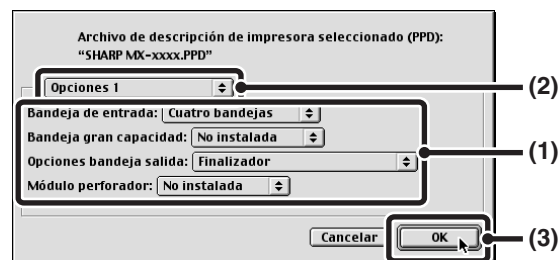 Archivo de descripción de impresora seleccionado (PPD):
“SHARP MX-xxxx.PPD”
Opciones 1
(2)
Bandeja de entrada: Cuatro bandejas
Bandeja gran capacidad: No instalada
(1)
Opciones bandeja salida: Finalizador
Módulo perforador: No instalada
Cancelar OK
(3)